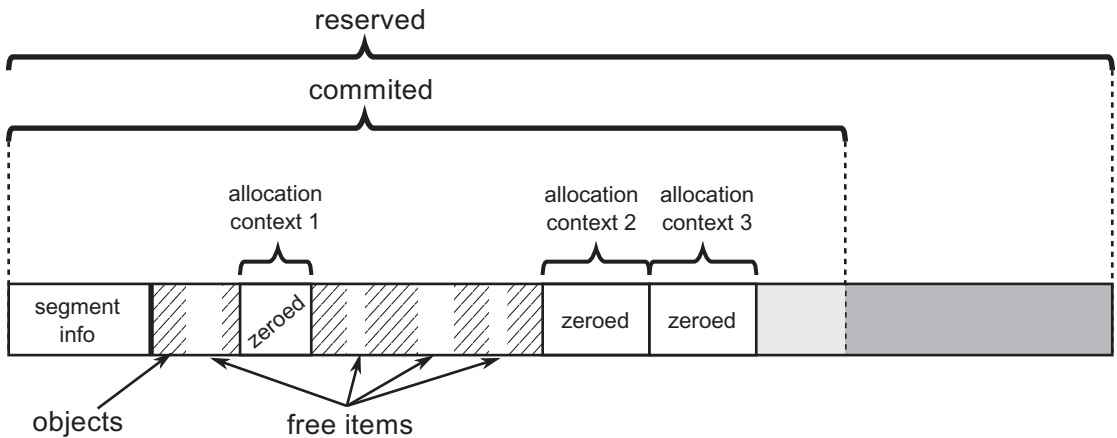 reserved
commited
allocation
context 1
allocation
context 2
allocation
context 3
segment
info
zeroed
zeroed
zeroed
objects
free items